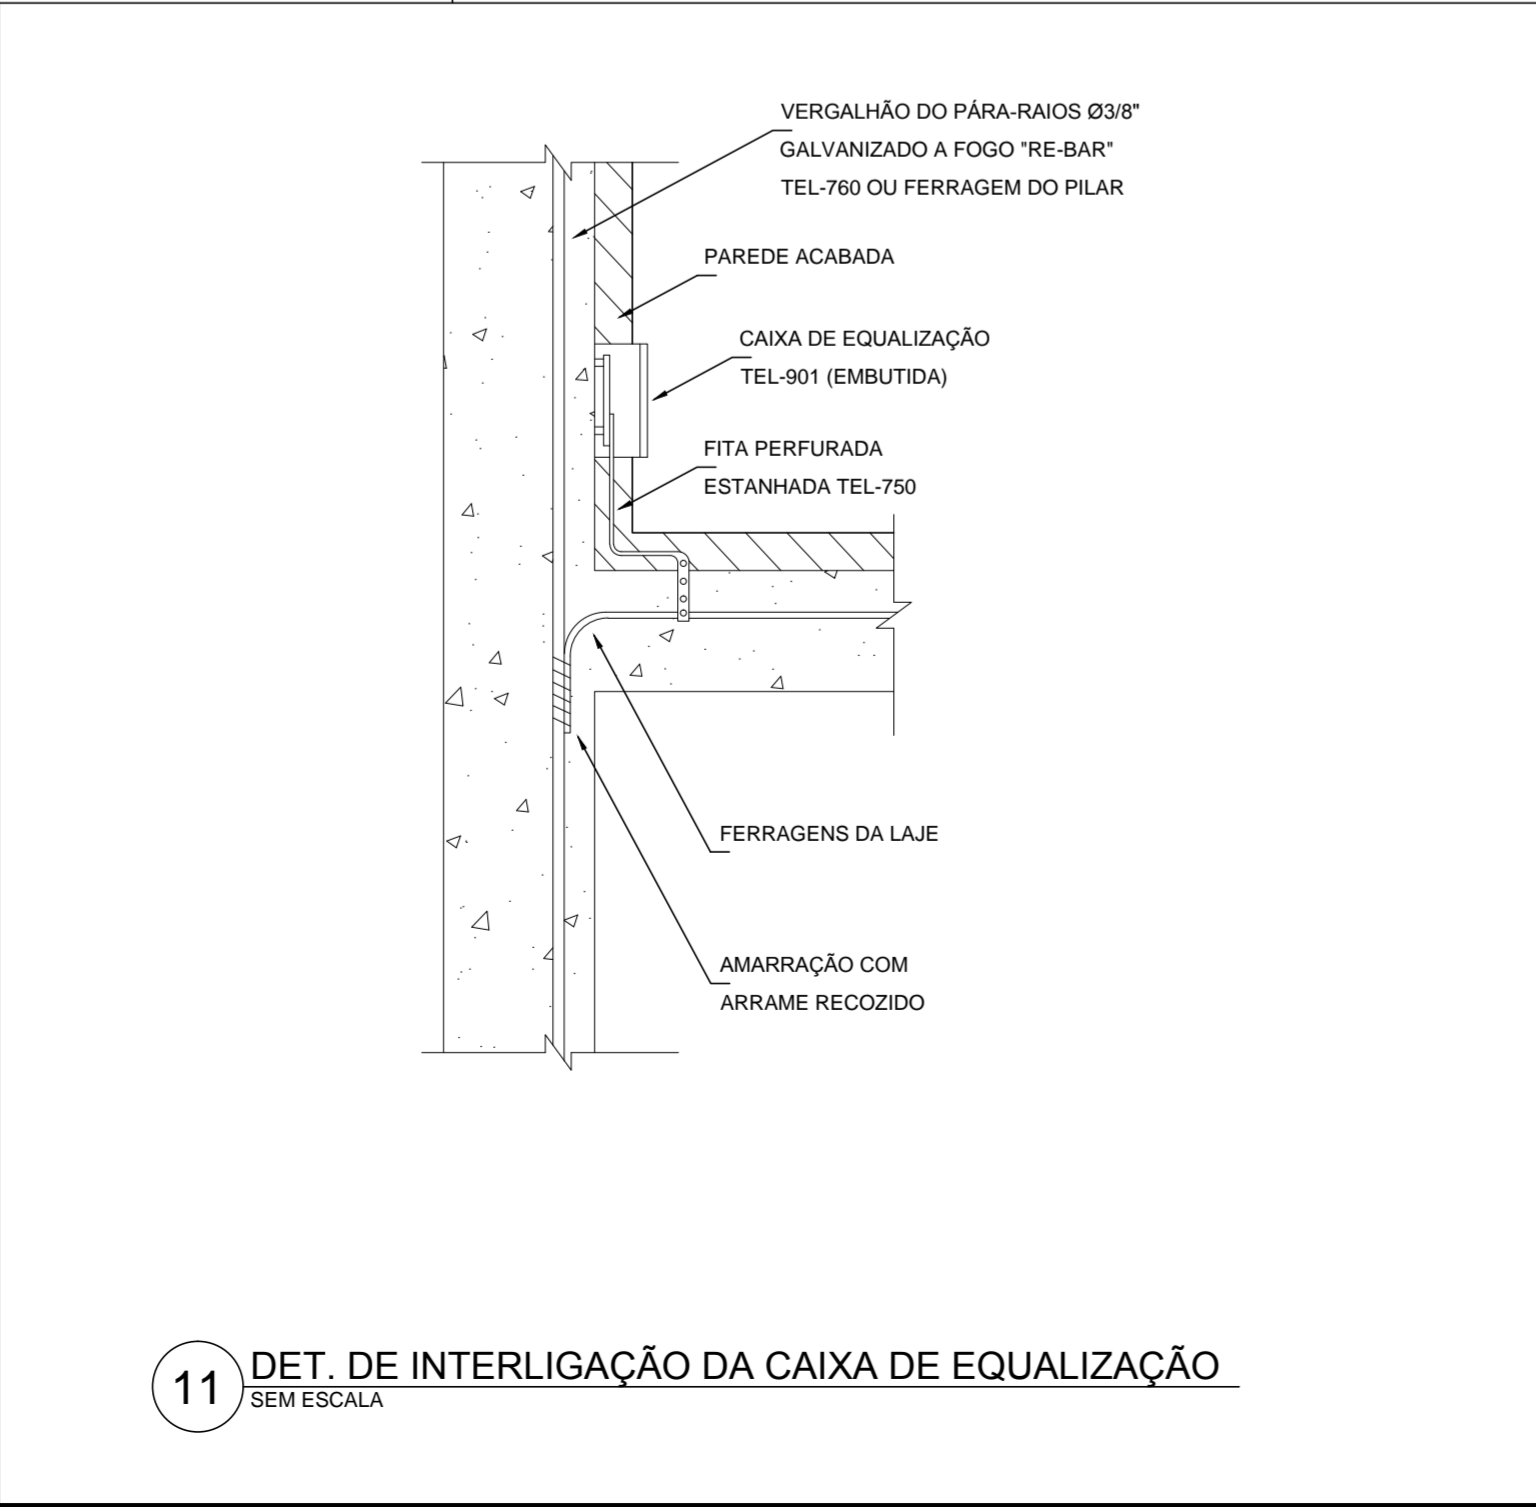 VERGALHÃO DO PÁRA-RAIOS Ø3/8"
GALVANIZADO A FOGO "RE-BAR"
TEL-760 OU FERRAGEM DO PILAR
PAREDE ACABADA
CAIXA DE EQUALIZAÇÃO
TEL-901 (EMBUTIDA)
FITA PERFURADA
ESTANHADA TEL-750
FERRAGENS DA LAJE
AMARRAÇÃO COM
ARRAME RECOZIDO
11 DET. DE INTERLIGAÇÃO DA CAIXA DE EQUALIZAÇÃO
SEM ESCALA